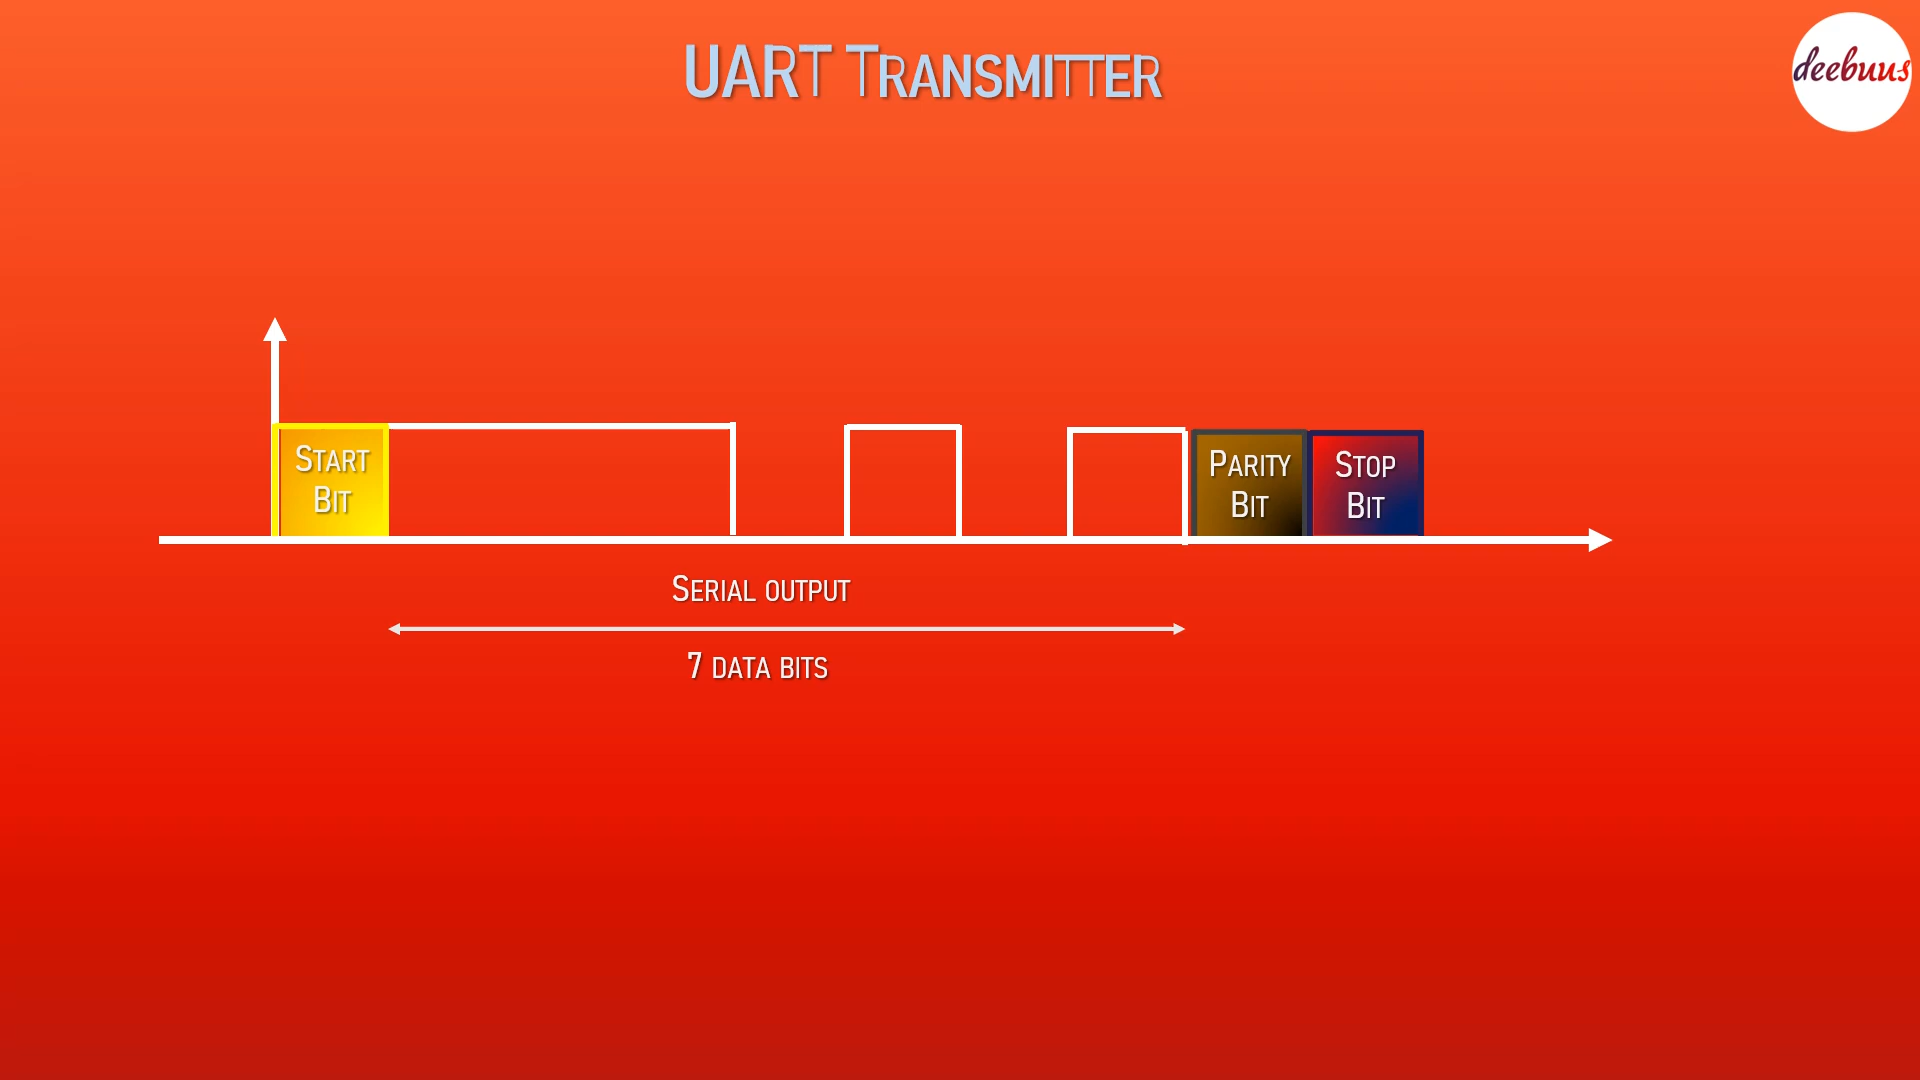 UART Transmitter
deebuus
Start
Bit
Parity
Bit
Stop
Bit
Serial output
7 data bits